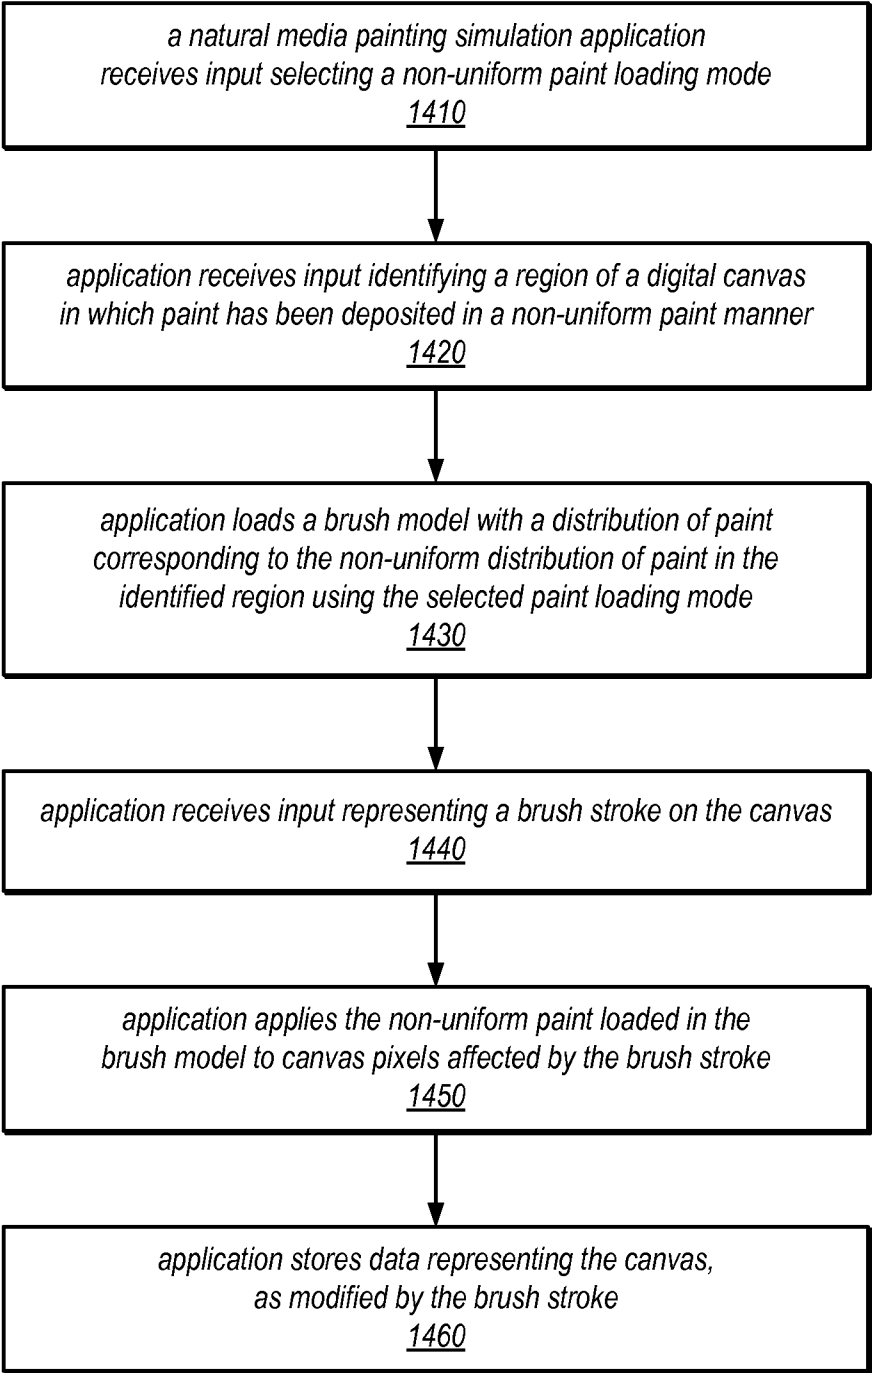 a natural media painting simulation application
receives input selecting a non-uniform paint loading mode
1410
application receives input identifying a region of a digital canvas
in which paint has been deposited in a non-uniform paint manner
1420
application loads a brush model with a distribution of paint
corresponding to the non-uniform distribution of paint in the
identified region using the selected paint loading mode
1430
application receives input representing a brush stroke on the canvas
1440
application applies the non-uniform paint loaded in the
brush model to canvas pixels affected by the brush stroke
1450
application stores data representing the canvas,
as modified by the brush stroke
1460